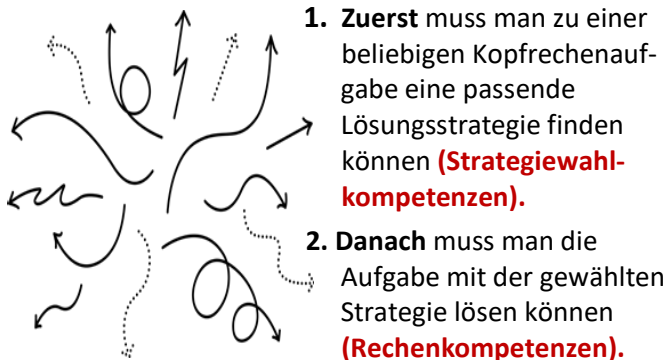 1. Zuerst muss man zu einer
beliebigen Kopfrechenauf-
gabe eine passende
Lösungsstrategie finden
können (Strategiewahl-
kompetenzen).
2. Danach muss man die
Aufgabe mit der gewählten
Strategie lösen können
(Rechenkompetenzen).